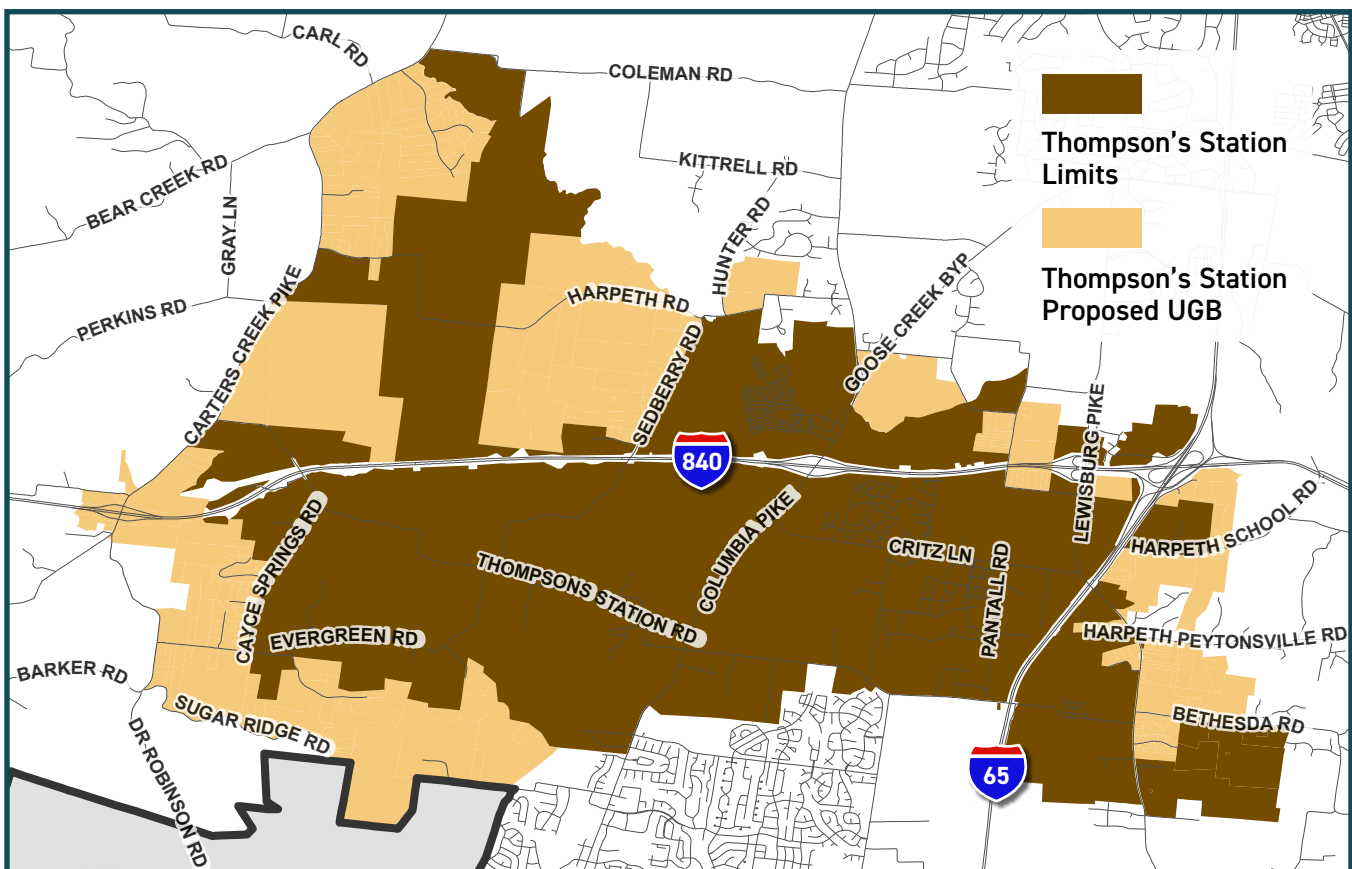 CARL RD
COLEMAN RD
Thompson's Station
Limits
KITTRELL RD
BEAR CREEK RD
GRAY LN
HUNTER RD
Thompson's Station
Proposed UGB
GOOSE CREEK BYP
HARPETH RD
PERKINS RD
CARTERS CREEK PIKE
SEDBERRY RD
LEWISBURG PIKE
840
HARPETH SCHOOL RD
COLUMBIA PIKE
CAYCE SPRINGS RD
CRITZ LN
PANTALL RD
THOMPSONS STATION RD
EVERGREEN RD
HARPETH PEYTONSVILLE RD
BARKER RD
SUGAR RIDGE RD
BETHESDA RD
DR ROBINSON RD
65